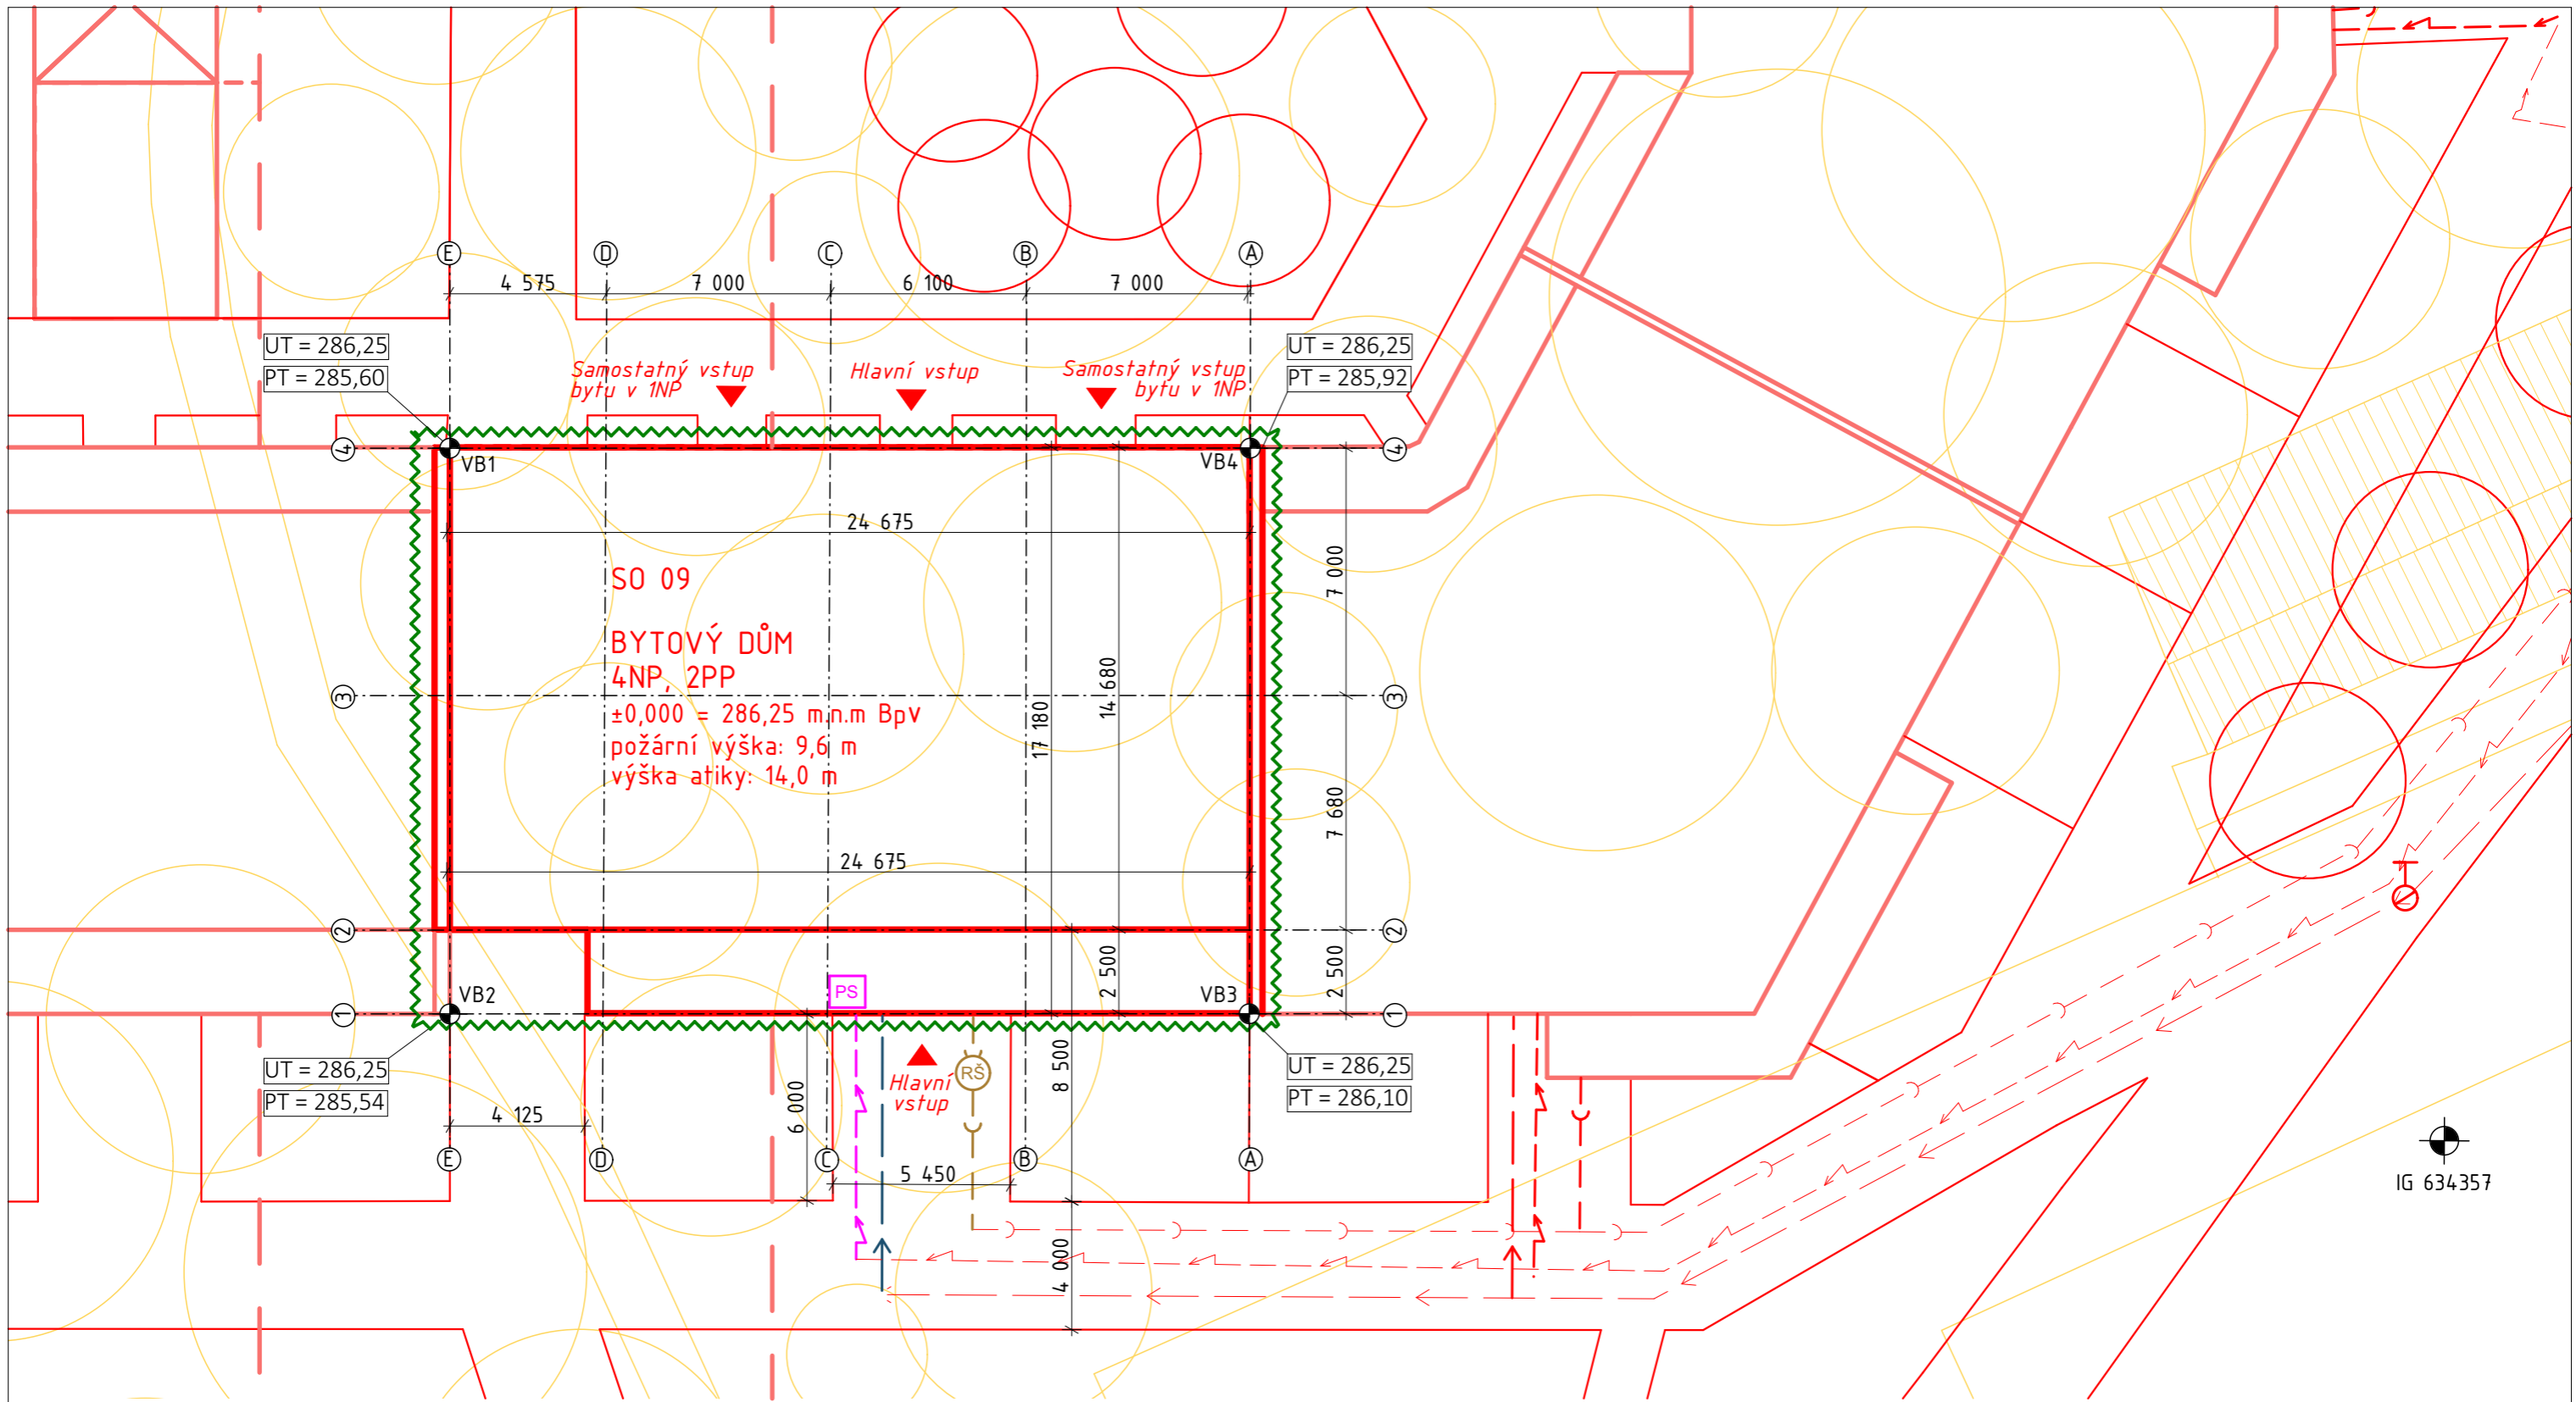 E
D
C
B
A
4 575
7 000
6 100
7 000
UT = 286,25
PT = 285,60
Samostatný vstup
bytu v 1NP
Hlavní vstup
Samostatný vstup
bytu v 1NP
UT = 286,25
PT = 285,92
4
VB1
VB4
4
24 675
7 000
SO 09
BYTOVÝ DŮM
4NP, 2PP
±0,000 = 286,25 m.n.m Bpv
požární výška: 9,6 m
výška atiky: 14,0 m
3
3
14 680
17 180
7 680
24 675
2
2
2 500
2 500
PS
VB2
VB3
1
1
UT = 286,25
PT = 285,54
Hlavní
vstup
RŠ
8 500
6 000
UT = 286,25
PT = 286,10
4 125
E
D
C
B
A
5 450
4 000
IG 634357